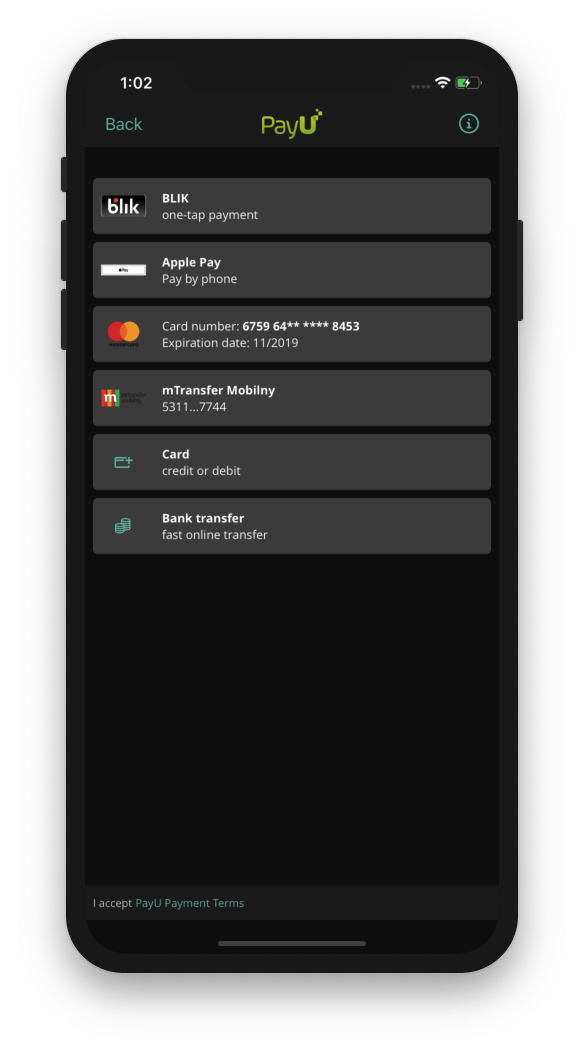 1:02
Back
PayU
blik
BLIK
one-tap payment
Pay
Apple Pay
Pay by phone
mastercard
Card number: 6759 64** **** 8453
Expiration date: 11/2019
m
mTransfer Mobilny
5311...7744
Card
credit or debit
Bank transfer
fast online transfer
I accept PayU Payment Terms